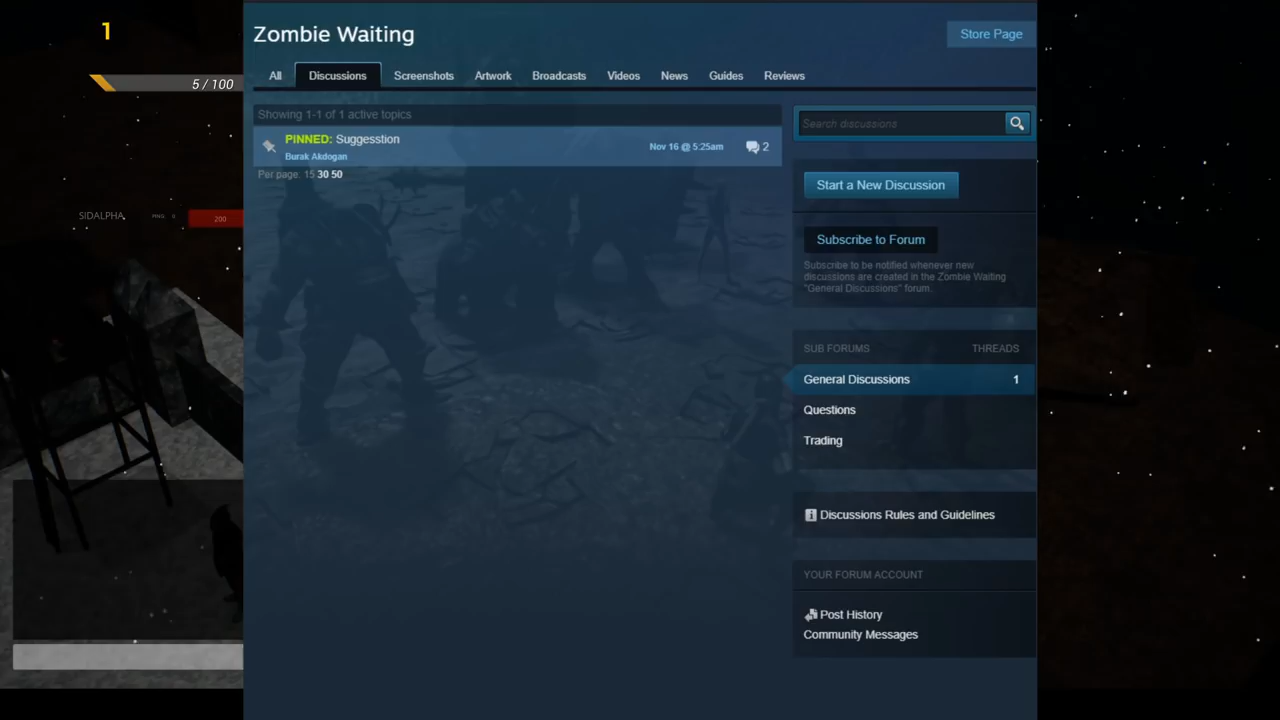 1
5 / 100
SIDALPHA
PING 0
200
Zombie Waiting
Store Page
All Discussions Screenshots Artwork Broadcasts Videos News Guides Reviews
Showing 1-1 of 1 active topics
PINNED: Suggesstion
Burak Akdogan
Nov 16 @ 5:25am
2
Per page: 15 30 50
Search discussions
Start a New Discussion
Subscribe to Forum
Subscribe to be notified whenever new
discussions are created in the Zombie Waiting
"General Discussions" forum.
SUB FORUMS THREADS
General Discussions 1
Questions
Trading
Discussions Rules and Guidelines
YOUR FORUM ACCOUNT
Post History
Community Messages